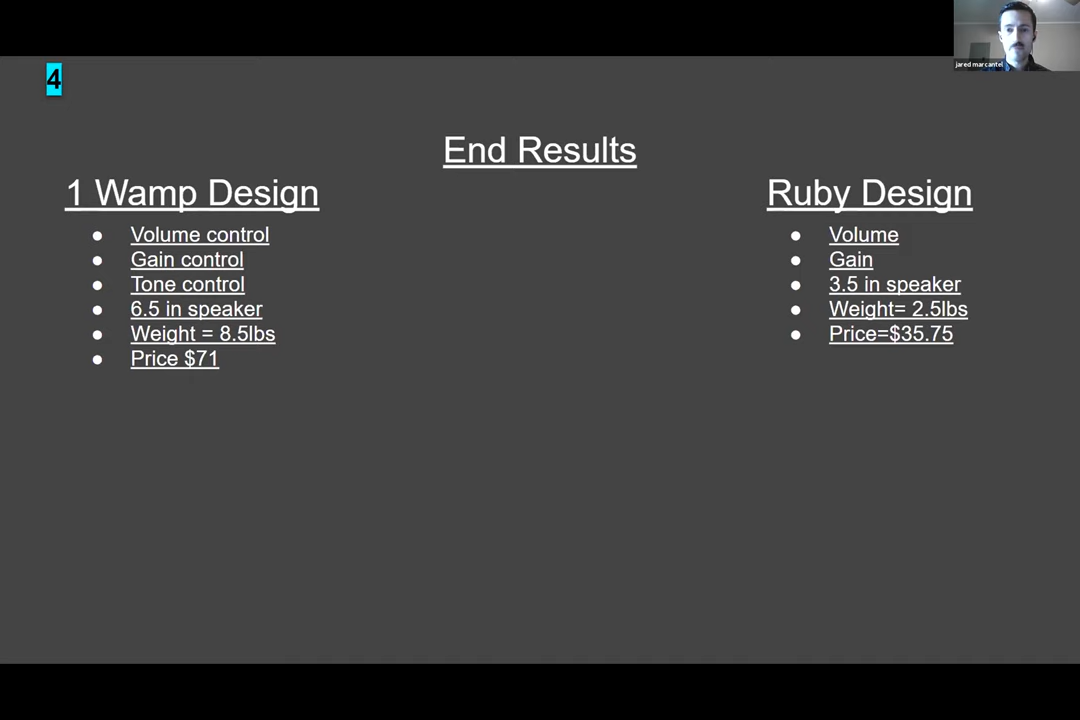 jared marcantel
4
End Results
1 Wamp Design
Volume control
Gain control
Tone control
6.5 in speaker
Weight = 8.5lbs
Price $71
Ruby Design
Volume
Gain
3.5 in speaker
Weight= 2.5lbs
Price=$35.75